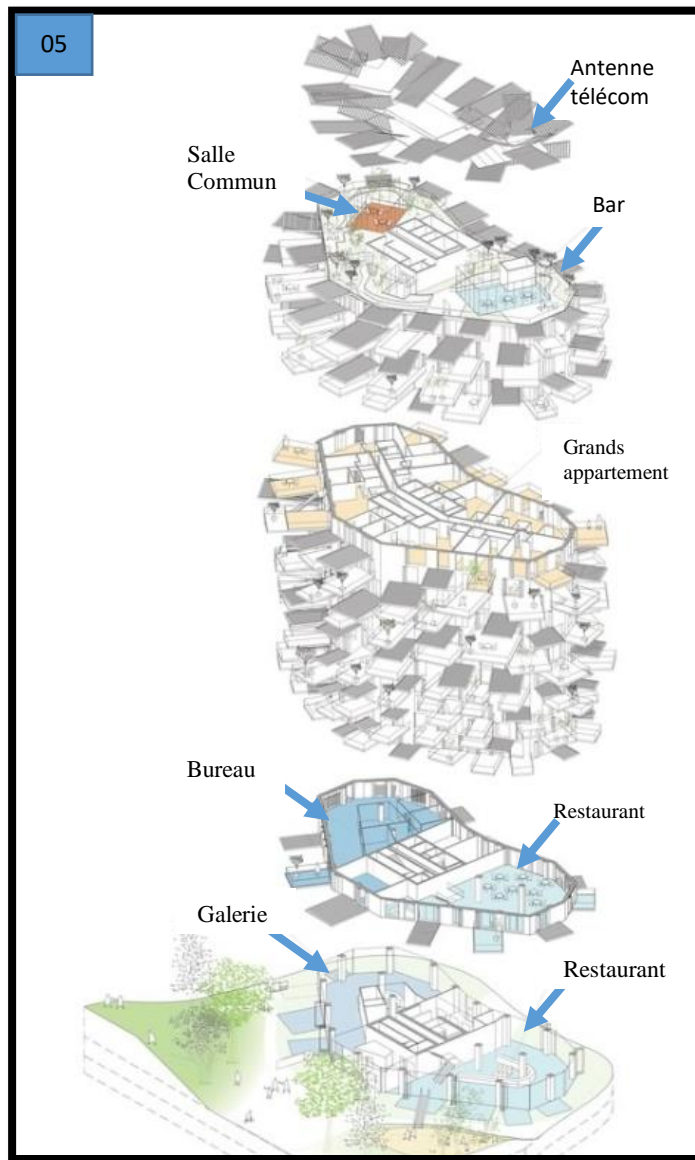 05
Antenne
télécom
Salle
Commun
Bar
Grands
appartement
Bureau
Restaurant
Galerie
Restaurant